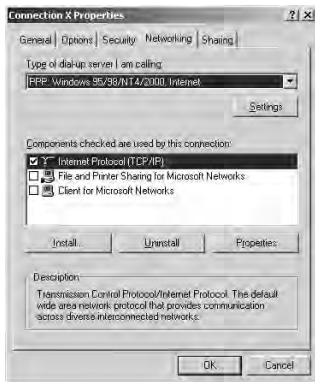 Connection X Properties ? X
General Options Security Networking Sharing
Type of dial-up server I am calling:
PPP: Windows 95/98/NT4/2000, Internet
Settings
Components checked are used by this connection:
Internet Protocol (TCP/IP)
File and Printer Sharing for Microsoft Networks
Client for Microsoft Networks
Install... Uninstall Properties
Description
Transmission Control Protocol/Internet Protocol. The default
wide area network protocol that provides communication
across diverse interconnected networks.
OK Cancel